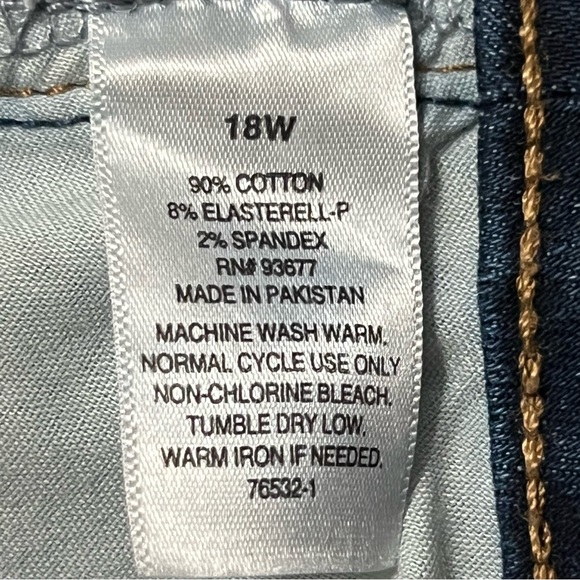 18W
90% COTTON
8% ELASTERELL-P
2% SPANDEX
RN# 93677
MADE IN PAKISTAN
MACHINE WASH WARM.
NORMAL CYCLE USE ONLY
NON-CHLORINE BLEACH.
TUMBLE DRY LOW.
WARM IRON IF NEEDED.
76532-1